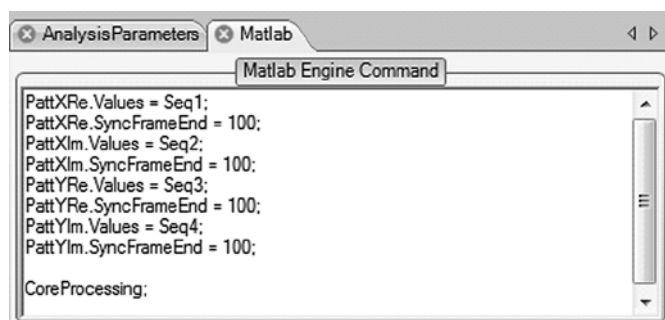 AnalysisParameters Matlab
Matlab Engine Command
PattXRe.Values = Seq1;
PattXRe.SyncFrameEnd = 100;
PattXIm.Values = Seq2;
PattXIm.SyncFrameEnd = 100;
PattYRe.Values = Seq3;
PattYRe.SyncFrameEnd = 100;
PattYIm.Values = Seq4;
PattYIm.SyncFrameEnd = 100;
CoreProcessing;